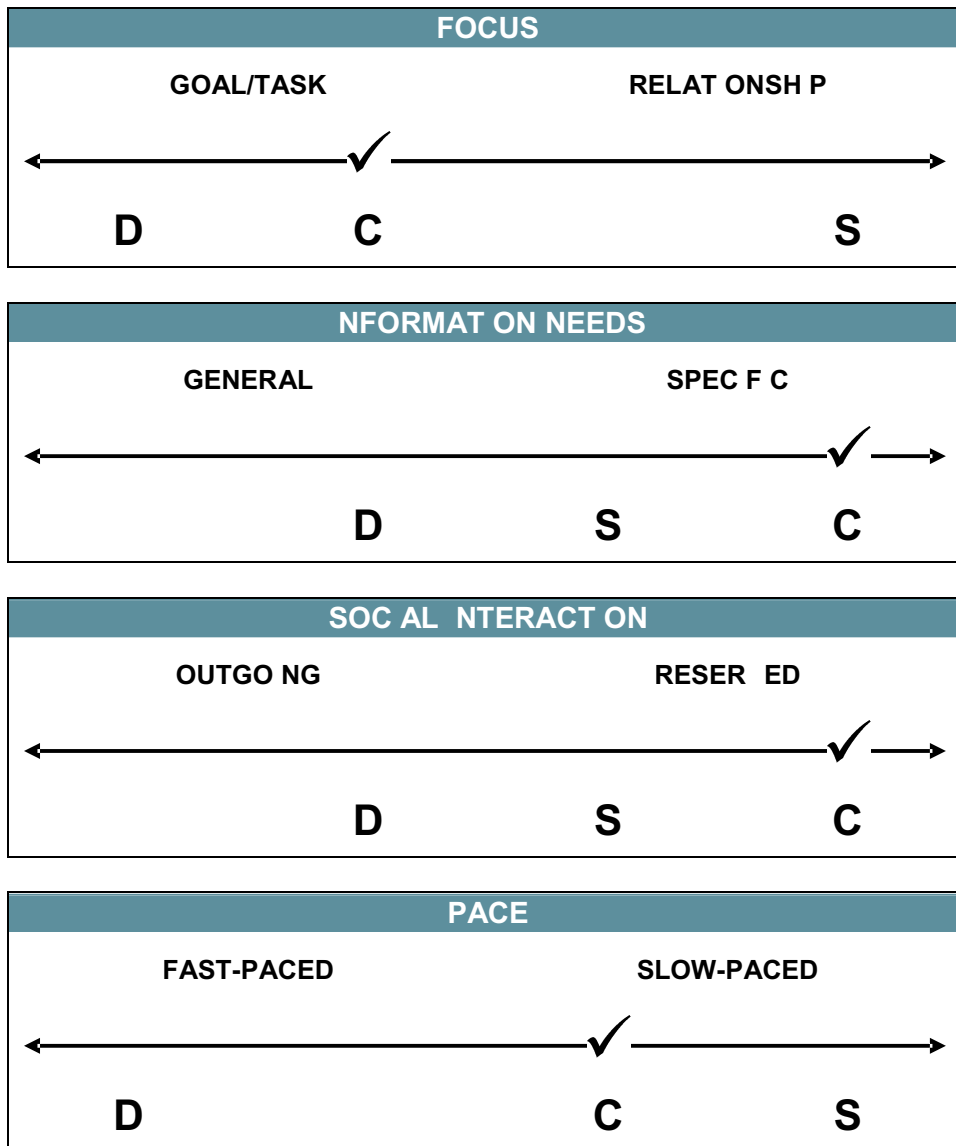 FOCUS
GOAL/TASK RELAT ONSH P
D C S
NFORMAT ON NEEDS
GENERAL SPEC F C
D S C
SOC AL NTERACT ON
OUTGO NG RESER ED
D S C
PACE
FAST-PACED SLOW-PACED
D C S